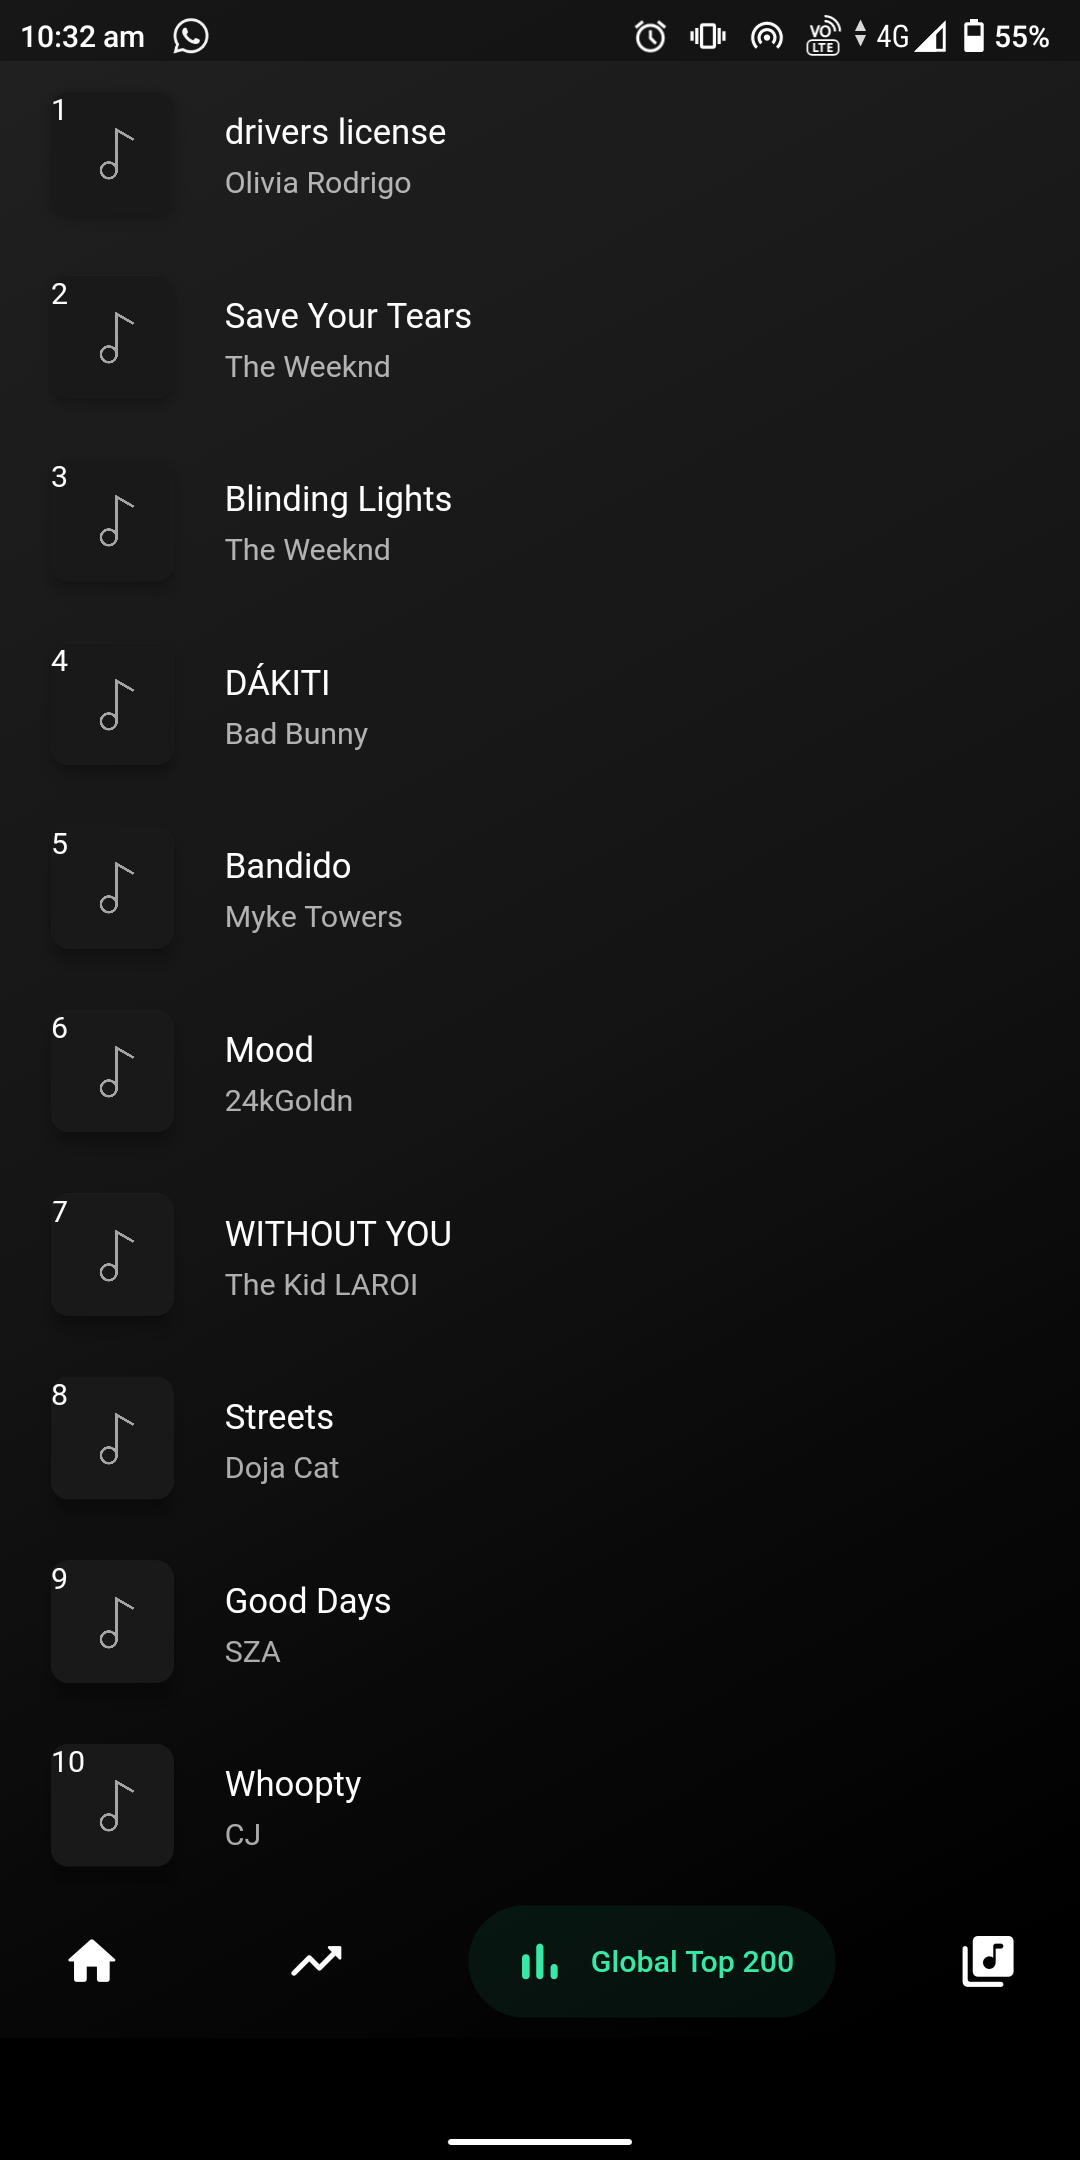 10:32 am VO LTE 4G 55%
1
drivers license
Olivia Rodrigo
2
Save Your Tears
The Weeknd
3
Blinding Lights
The Weeknd
4
DÁKITI
Bad Bunny
5
Bandido
Myke Towers
6
Mood
24kGoldn
7
WITHOUT YOU
The Kid LAROI
8
Streets
Doja Cat
9
Good Days
SZA
10
Whoopty
CJ
Global Top 200